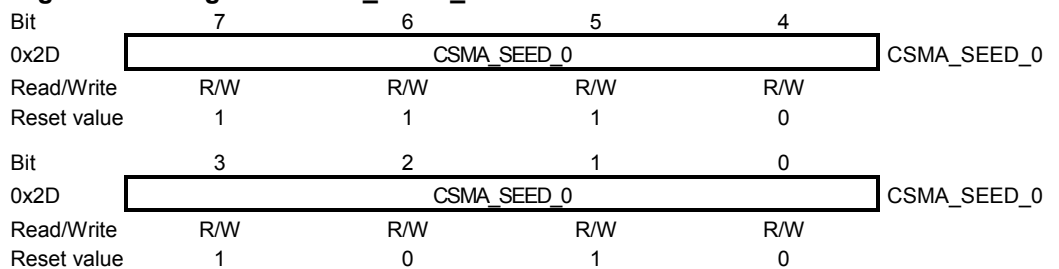 Bit 7 6 5 4
0x2D CSMA_SEED_0 CSMA_SEED_0
Read/Write R/W R/W R/W R/W
Reset value 1 1 1 0
Bit 3 2 1 0
0x2D CSMA_SEED_0 CSMA_SEED_0
Read/Write R/W R/W R/W R/W
Reset value 1 0 1 0